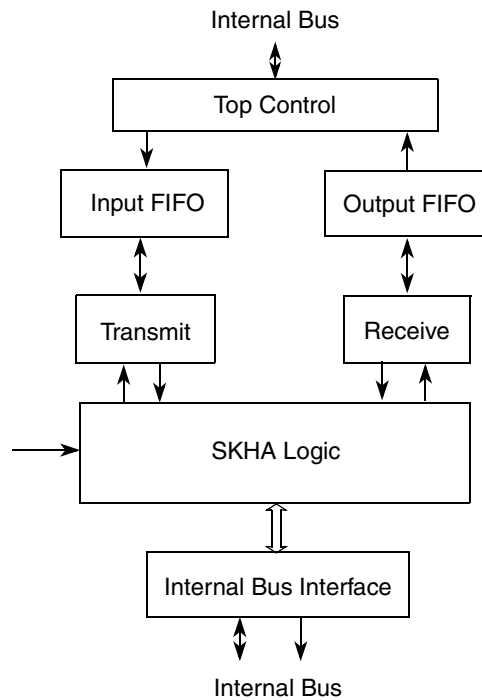 Internal Bus
Top Control
Input FIFO
Output FIFO
Transmit
Receive
SKHA Logic
Internal Bus Interface
Internal Bus